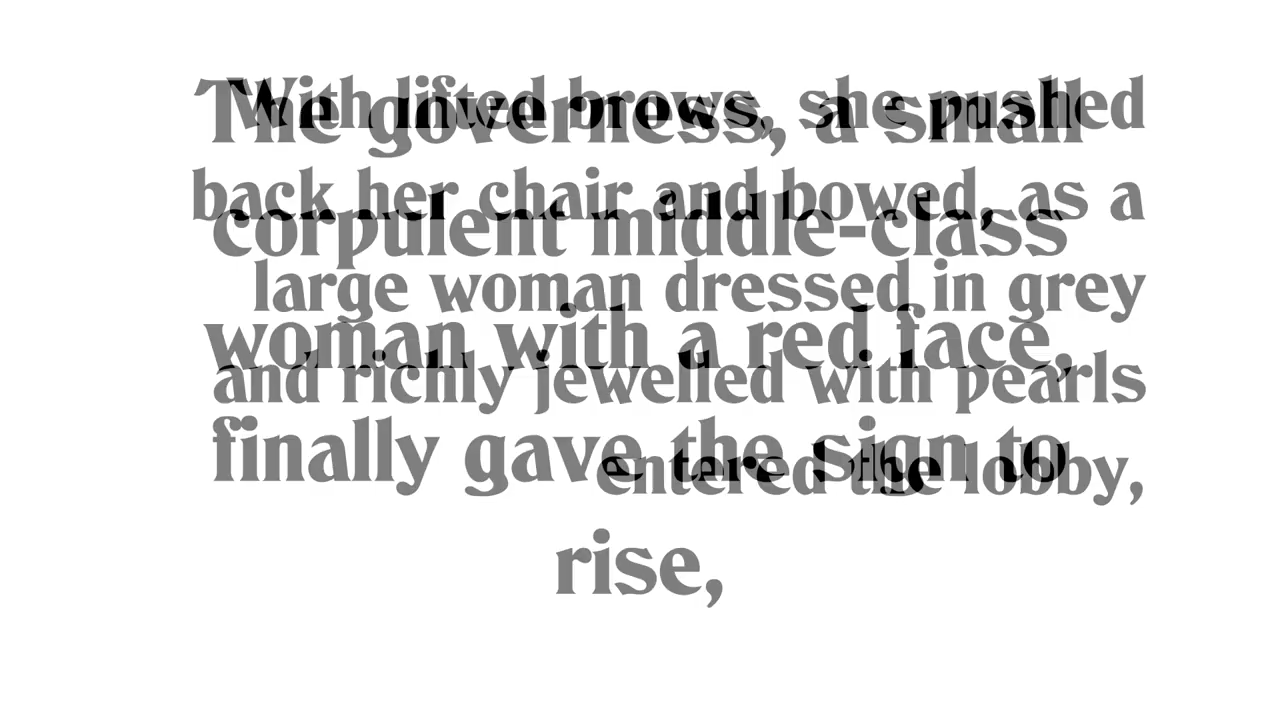 The governess, a small
corpulent middle-class
woman with a red face,
finally gave the sign to
rise,
With lifted brows, she pushed
back her chair and bowed, as a
large woman dressed in grey
and richly jewelled with pearls
entered the lobby,